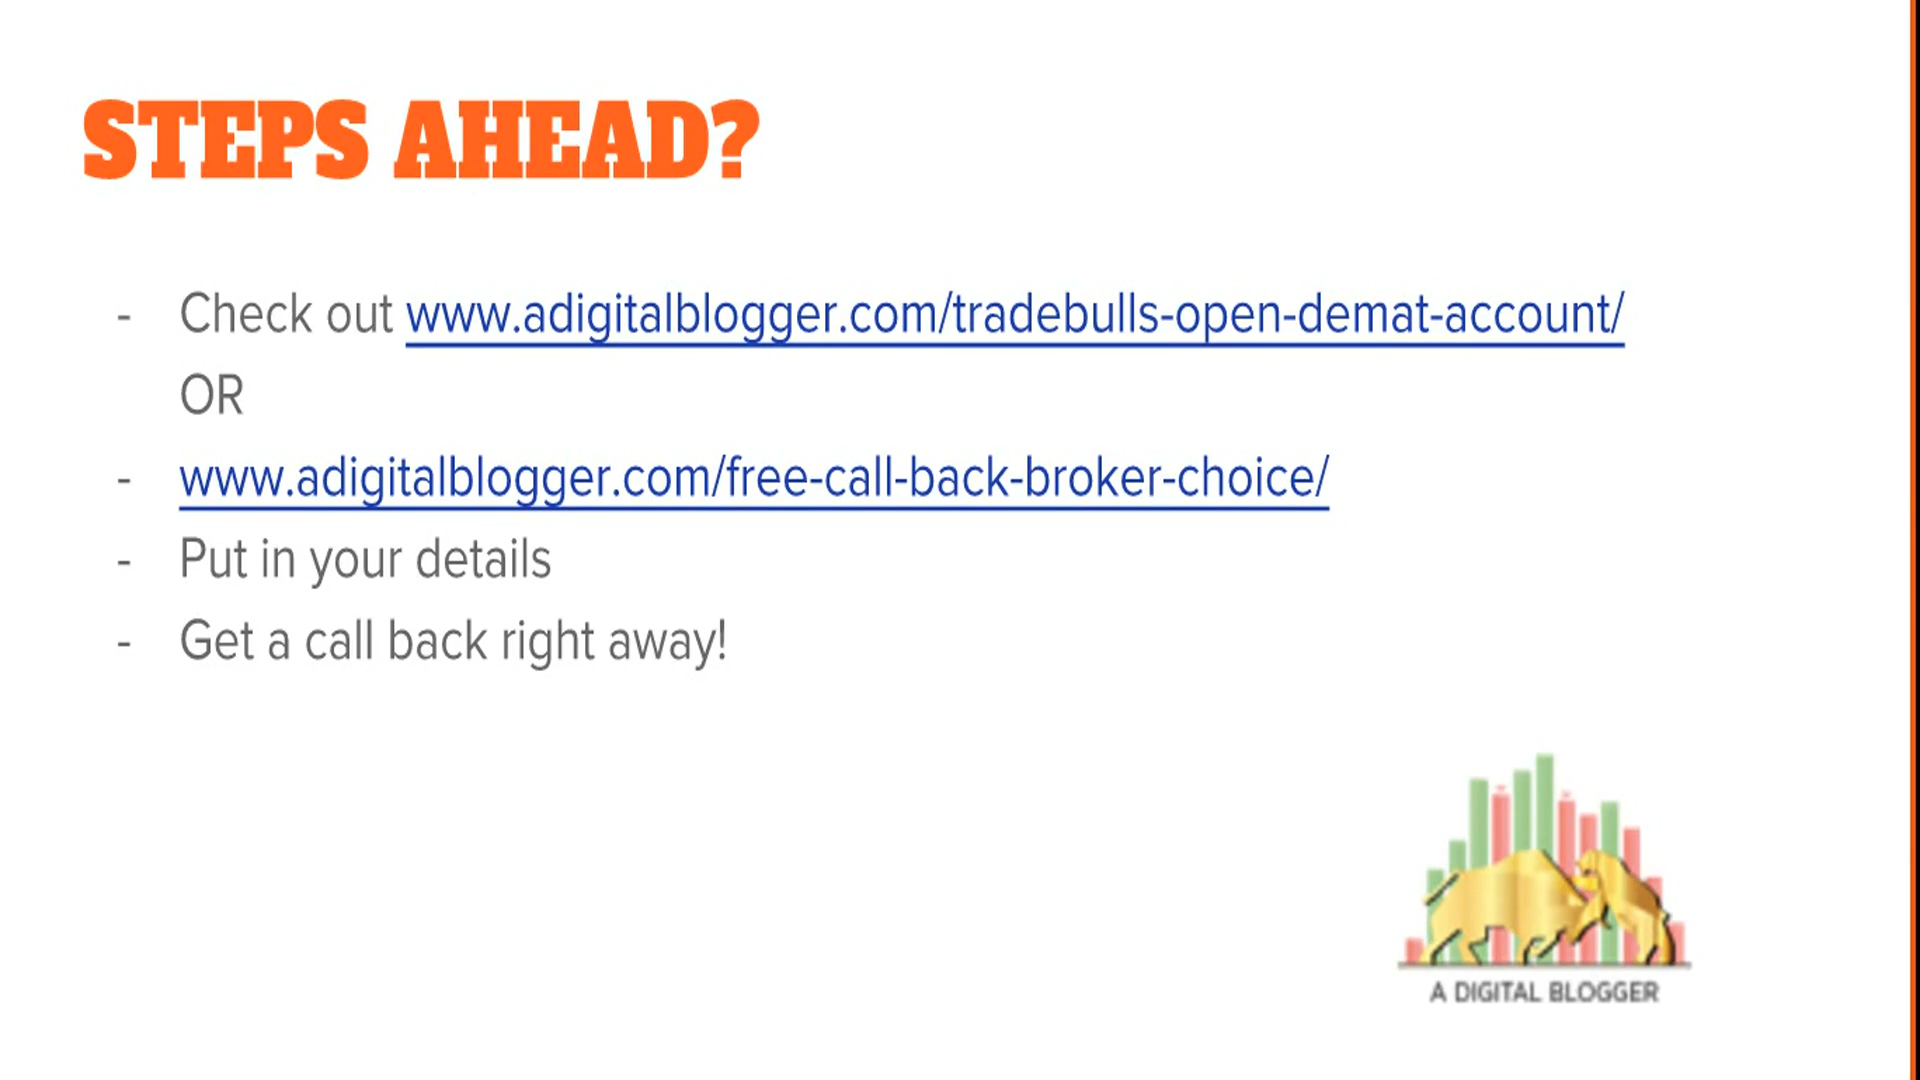 STEPS AHEAD?
- Check out www.adigitalblogger.com/tradebulls-open-demat-account/
OR
- www.adigitalblogger.com/free-call-back-broker-choice/
- Put in your details
- Get a call back right away!
A DIGITAL BLOGGER